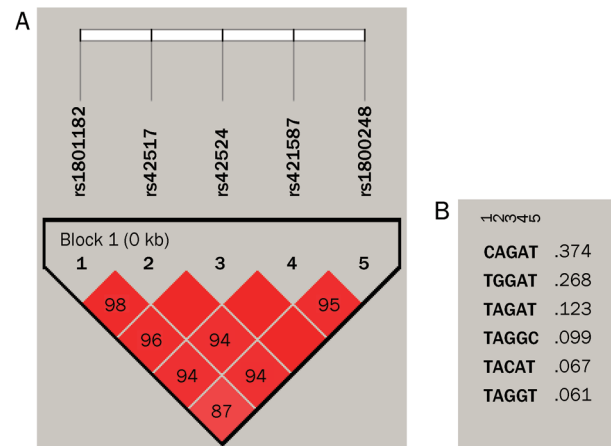 A
rs1801182
rs42517
rs42524
rs421587
rs1800248
Block 1 (0 kb)
1 2 3 4 5
98 95
96 94
94 94
87
B
1 2 3 4 5
CAGAT .374
TGGAT .268
TAGAT .123
TAGGC .099
TACAT .067
TAGGT .061